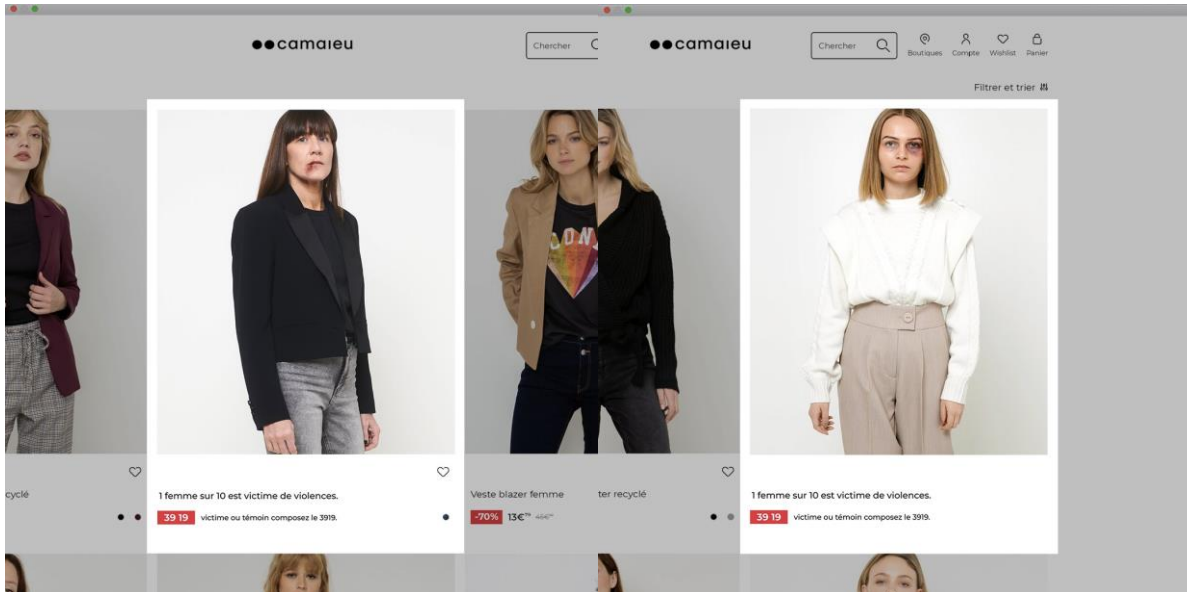 camaieu
Chercher
camaieu
Chercher
Boutiques
Compte
Wishlist
Panier
Filtrer et trier
CON
cyclé
1 femme sur 10 est victime de violences.
39 19 victime ou témoin composez le 3919.
Veste blazer femme
-70% 13€
ter recyclé
1 femme sur 10 est victime de violences.
39 19 victime ou témoin composez le 3919.